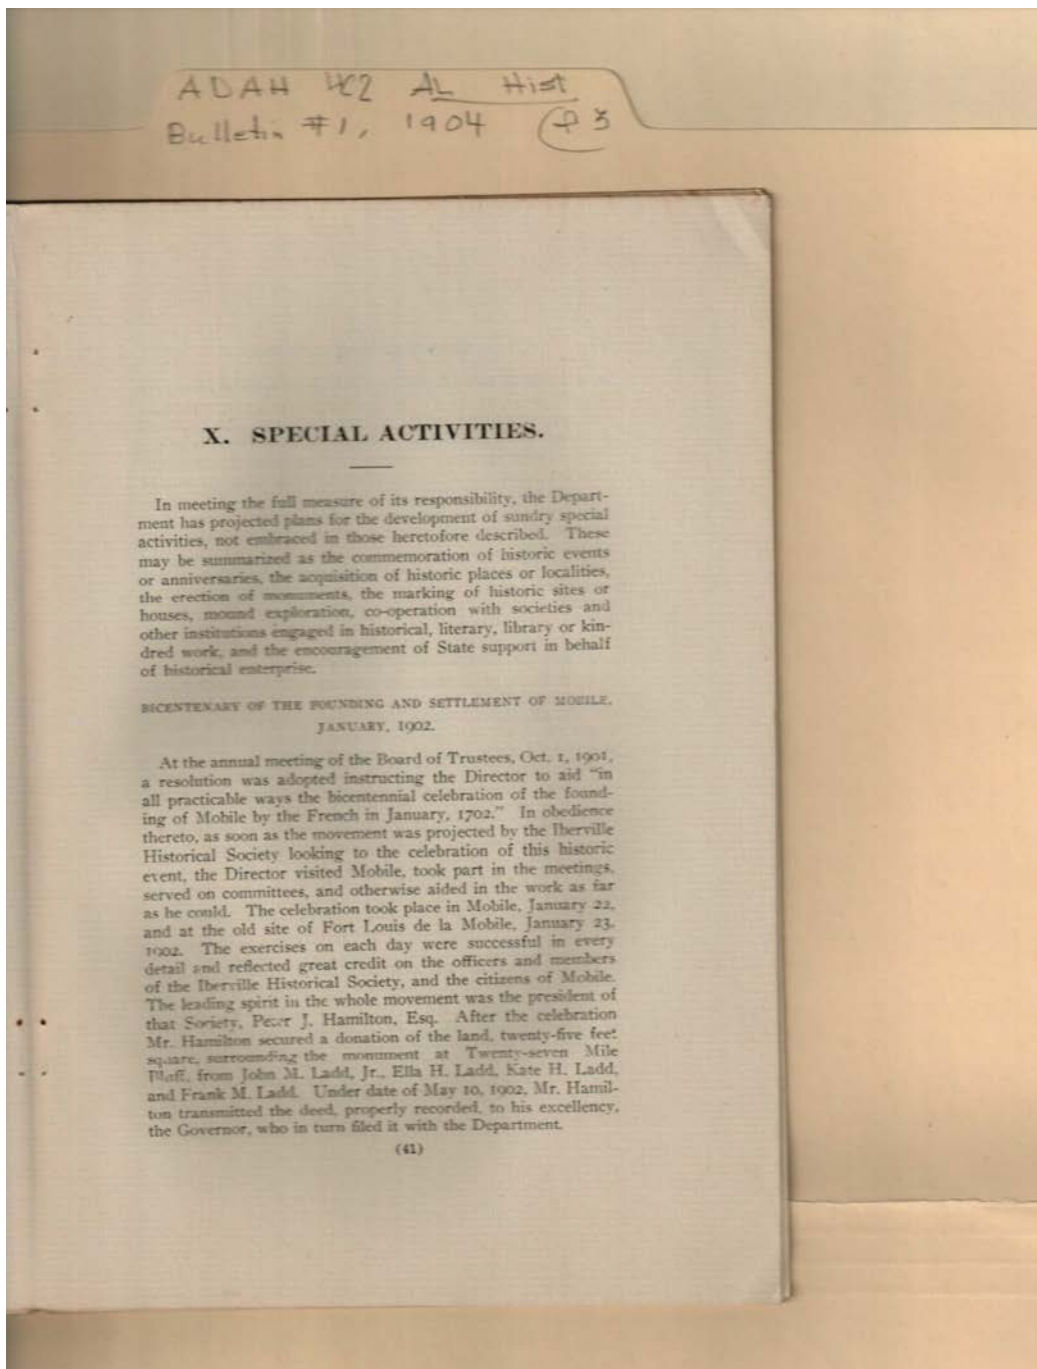 ADAH HC2 AL Hist
Bulletin #1, 1904 P3
X. SPECIAL ACTIVITIES.
In meeting the full measure of its responsibility, the Depart-
ment has projected plans for the development of sundry special
activities, not embraced in those heretofore described. These
may be summarized as the commemoration of historic events
or anniversaries, the acquisition of historic places or localities,
the erection of monuments, the marking of historic sites or
houses, mound exploration, co-operation with societies and
other institutions engaged in historical, literary, library or kin-
dred work, and the encouragement of State support in behalf
of historical enterprise.
BICENTENARY OF THE FOUNDING AND SETTLEMENT OF MOBILE,
JANUARY, 1902.
At the annual meeting of the Board of Trustees, Oct. 1, 1901,
a resolution was adopted instructing the Director to aid "in
all practicable ways the bicentennial celebration of the found-
ing of Mobile by the French in January, 1702." In obedience
thereto, as soon as the movement was projected by the Iberville
Historical Society looking to the celebration of this historic
event, the Director visited Mobile, took part in the meetings,
served on committees, and otherwise aided in the work as far
as he could. The celebration took place in Mobile, January 22,
and at the old site of Fort Louis de la Mobile, January 23,
1902. The exercises on each day were successful in every
detail and reflected great credit on the officers and members
of the Iberville Historical Society, and the citizens of Mobile.
The leading spirit in the whole movement was the president of
that Society, Peter J. Hamilton, Esq. After the celebration
Mr. Hamilton secured a donation of the land, twenty-five feet
square, surrounding the monument at Twenty-seven Mile
Bluff, from John M. Ladd, Jr., Ella H. Ladd, Kate H. Ladd,
and Frank M. Ladd. Under date of May 10, 1902, Mr. Hamil-
ton transmitted the deed, properly recorded, to his excellency,
the Governor, who in turn filed it with the Department.
(41)